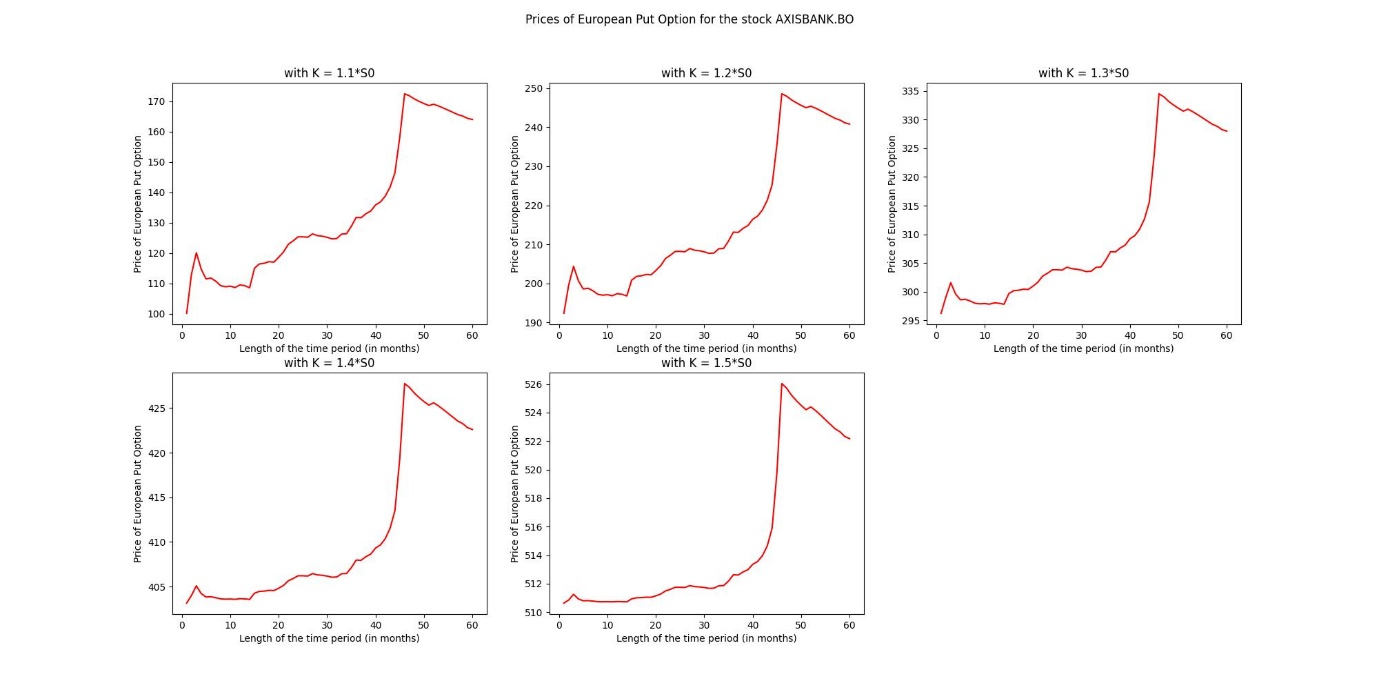 Prices of European Put Option for the stock AXISBANK.BO
with K = 1.1*S0
170
160
150
140
130
120
110
100
Price of European Put Option
0 10 20 30 40 50 60
Length of the time period (in months)
with K = 1.2*S0
250
240
230
220
210
200
190
Price of European Put Option
0 10 20 30 40 50 60
Length of the time period (in months)
with K = 1.3*S0
335
330
325
320
315
310
305
300
295
Price of European Put Option
0 10 20 30 40 50 60
Length of the time period (in months)
with K = 1.4*S0
425
420
415
410
405
Price of European Put Option
0 10 20 30 40 50 60
Length of the time period (in months)
with K = 1.5*S0
526
524
522
520
518
516
514
512
510
Price of European Put Option
0 10 20 30 40 50 60
Length of the time period (in months)